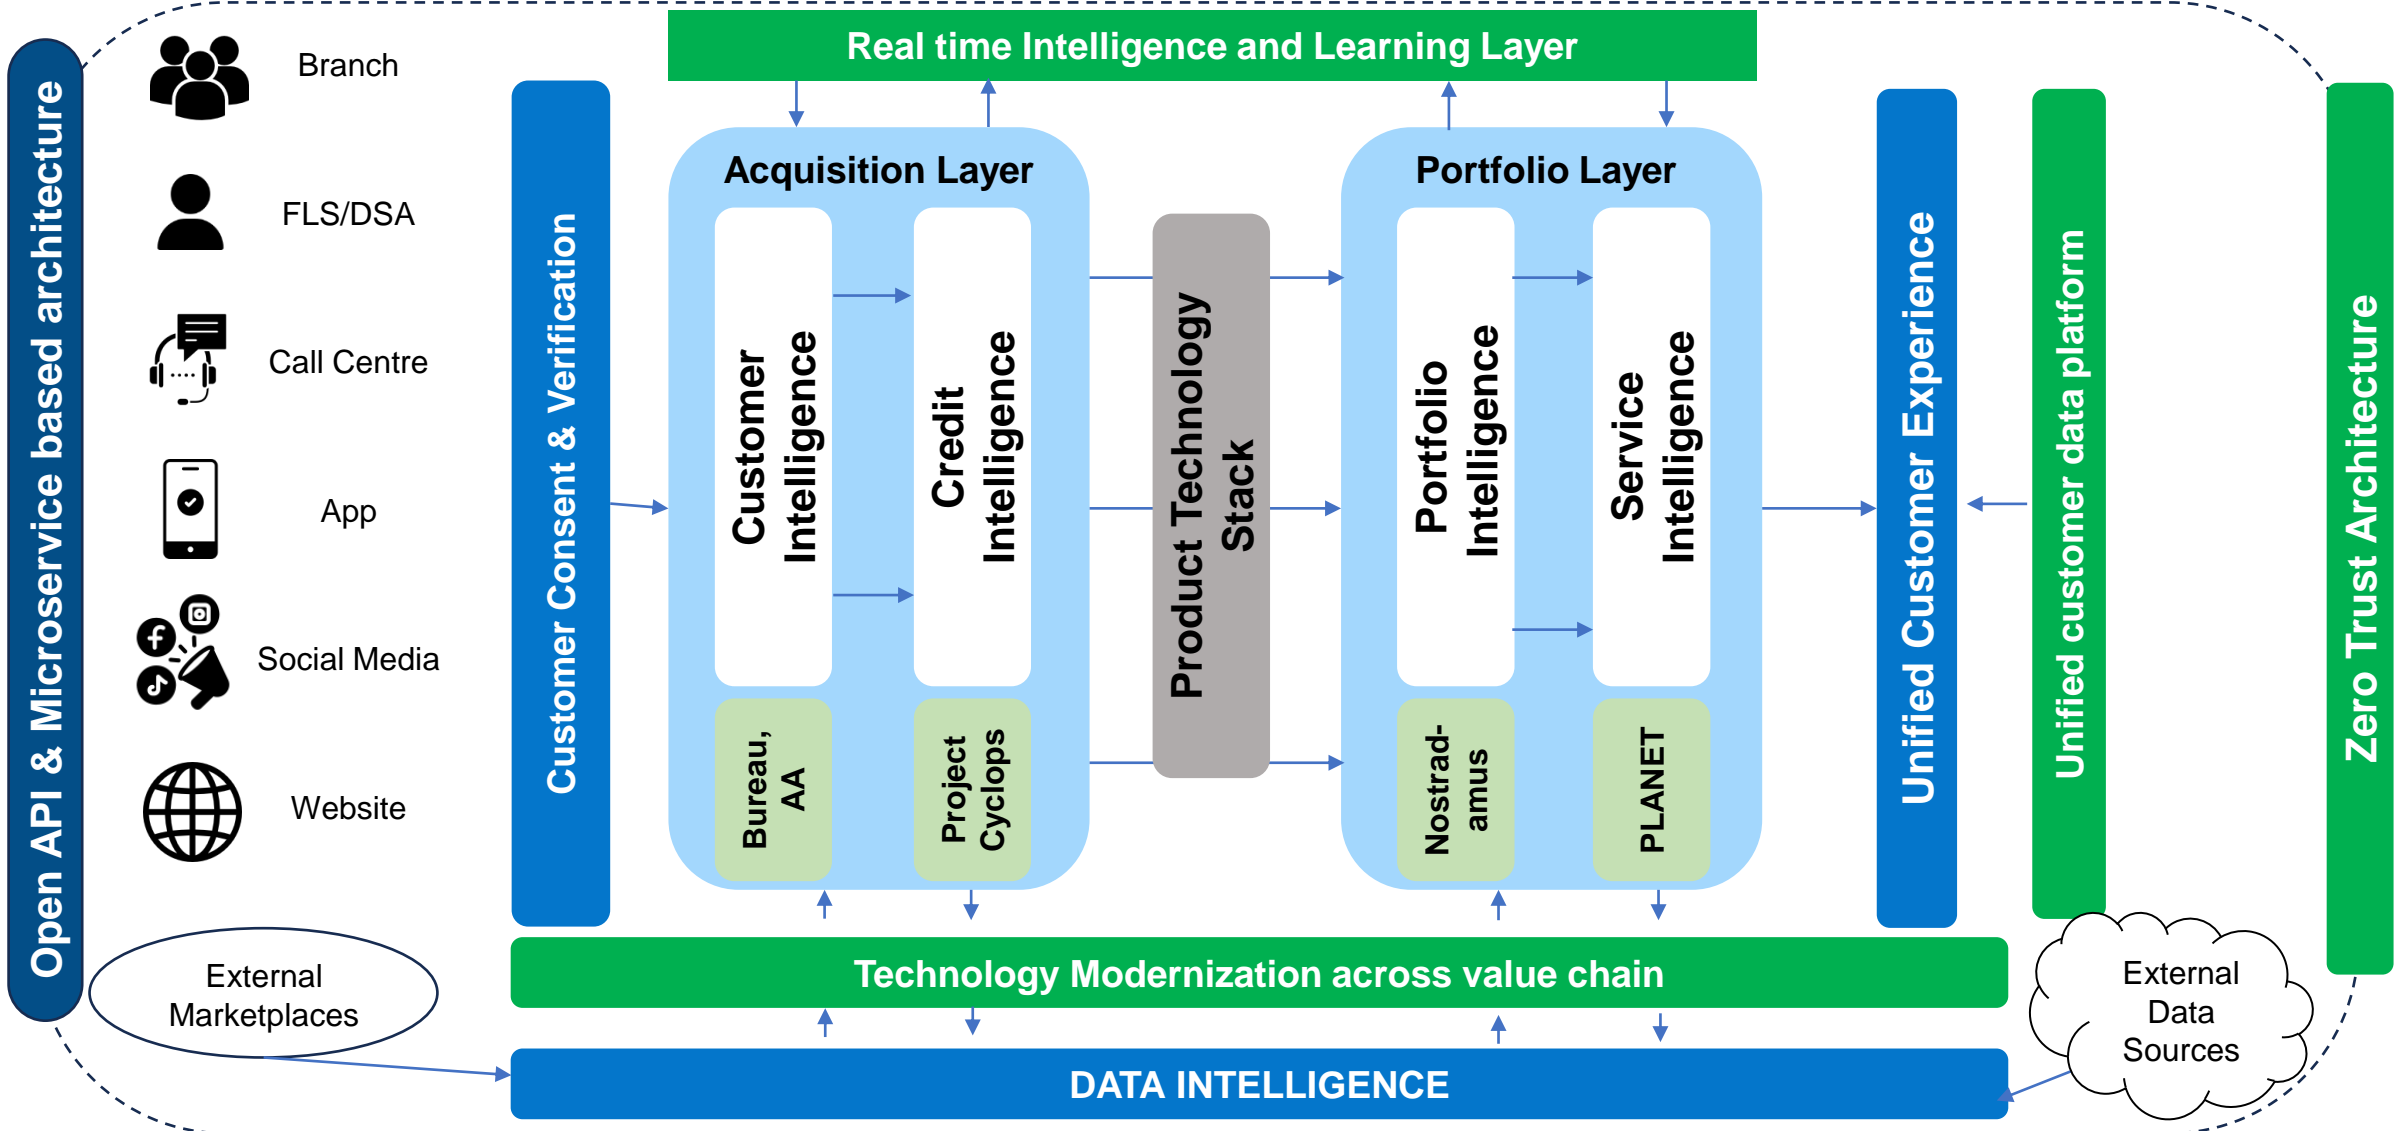 Open API & Microservice based architecture
Branch
FLS/DSA
Call Centre
App
Social Media
Website
External
Marketplaces
Customer Consent & Verification
Real time Intelligence and Learning Layer
Acquisition Layer
Customer
Intelligence
Credit
Intelligence
Bureau,
AA
Project
Cyclops
Product Technology
Stack
Portfolio Layer
Portfolio
Intelligence
Service
Intelligence
Nostrad-
amus
PLANET
Unified Customer Experience
Unified customer data platform
Zero Trust Architecture
Technology Modernization across value chain
DATA INTELLIGENCE
External
Data
Sources